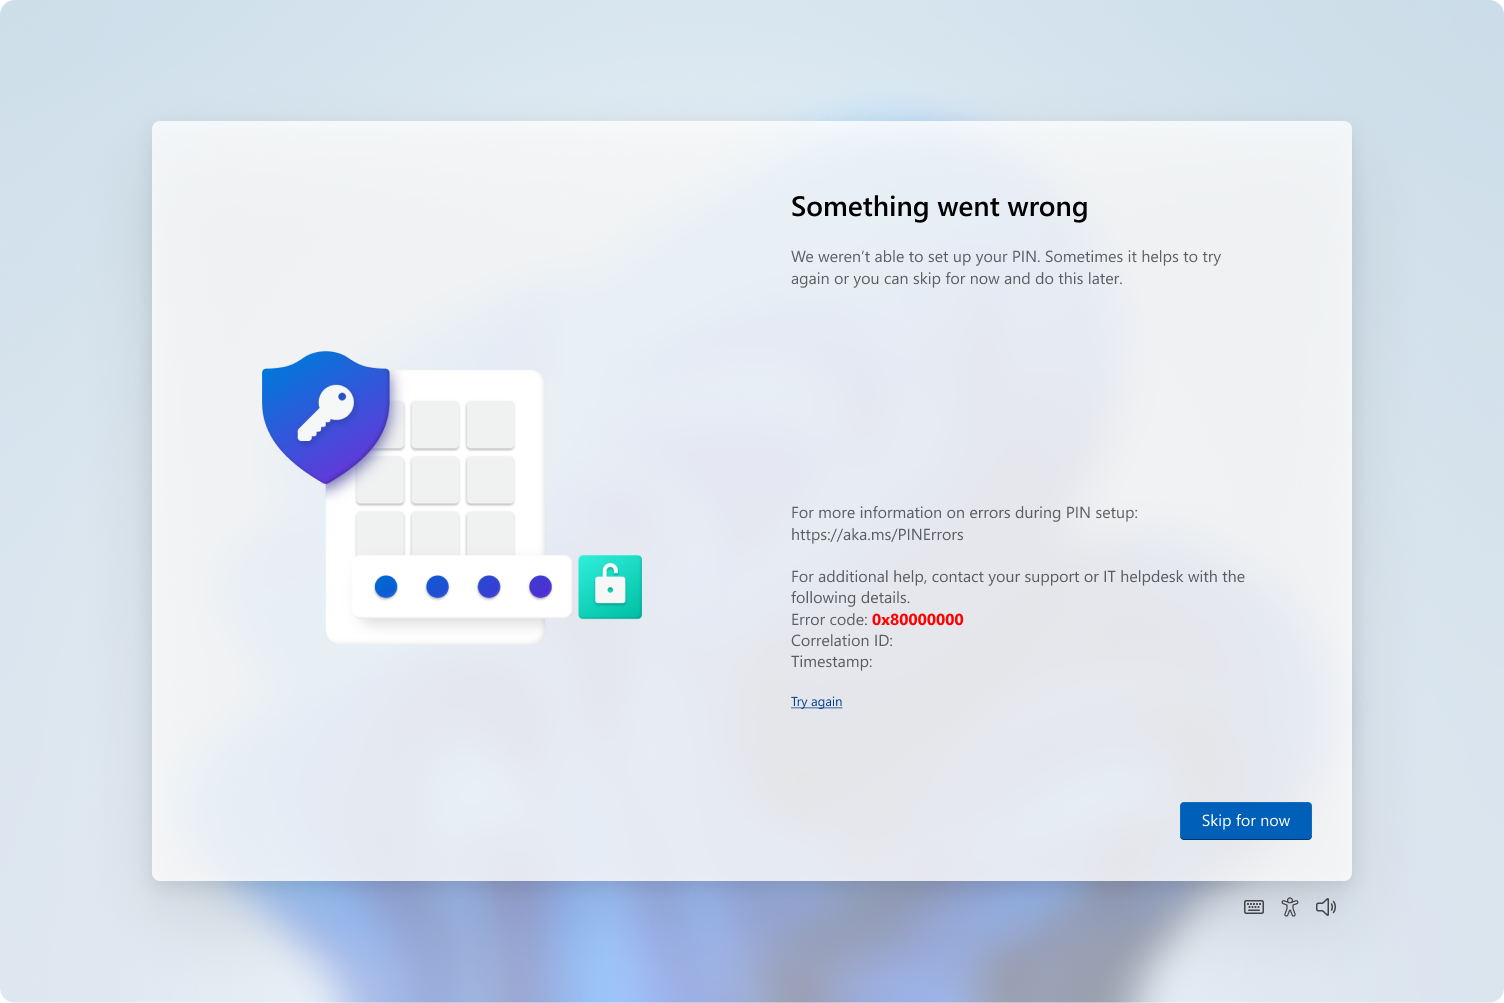 Something went wrong
We weren’t able to set up your PIN. Sometimes it helps to try
again or you can skip for now and do this later.
For more information on errors during PIN setup:
https://aka.ms/PINErrors
For additional help, contact your support or IT helpdesk with the
following details.
Error code: 0x80000000
Correlation ID:
Timestamp:
Try again
Skip for now